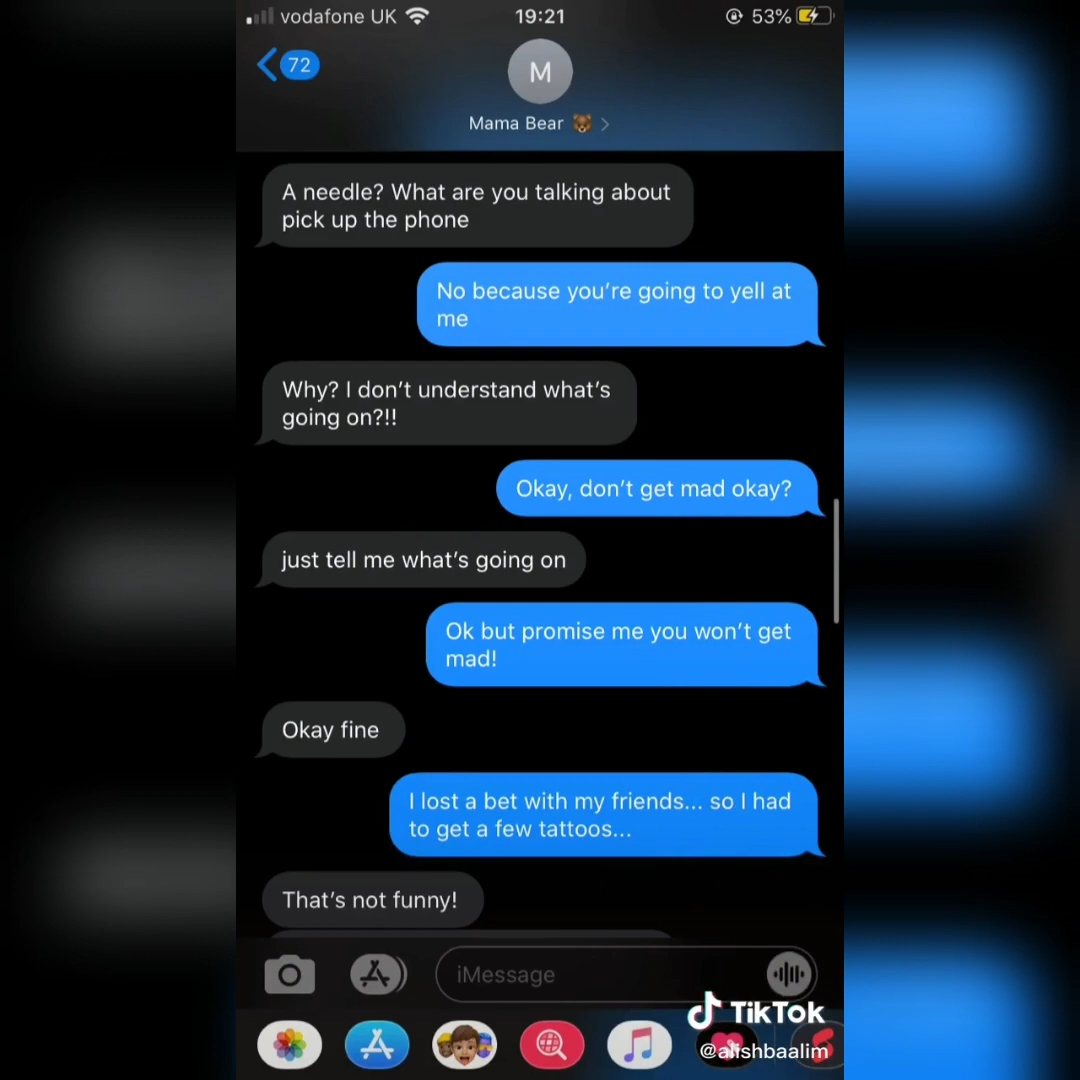 vodafone UK 19:21 53%
72
M
Mama Bear 🐻
A needle? What are you talking about
pick up the phone
No because you’re going to yell at
me
Why? I don’t understand what’s
going on?!!
Okay, don’t get mad okay?
just tell me what’s going on
Ok but promise me you won’t get
mad!
Okay fine
I lost a bet with my friends... so I had
to get a few tattoos...
That’s not funny!
iMessage
TikTok
@alishbaalim